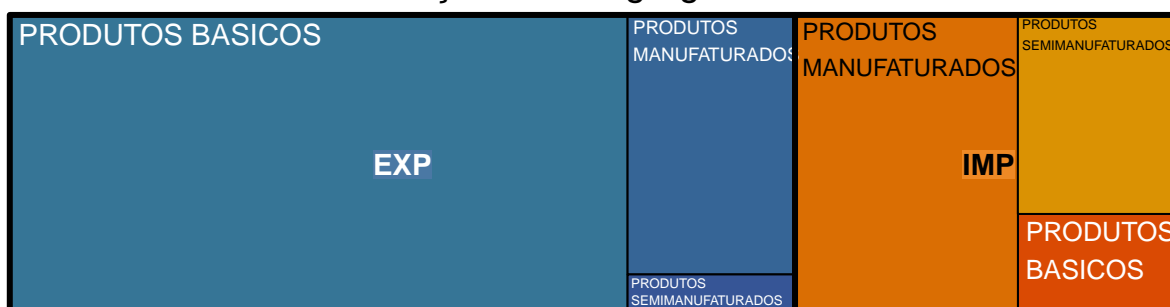 PRODUTOS BASICOS
EXP
PRODUTOS
MANUFATURADOS
PRODUTOS
SEMIMANUFATURADOS
PRODUTOS
MANUFATURADOS
IMP
PRODUTOS
SEMIMANUFATURADOS
PRODUTOS
BASICOS